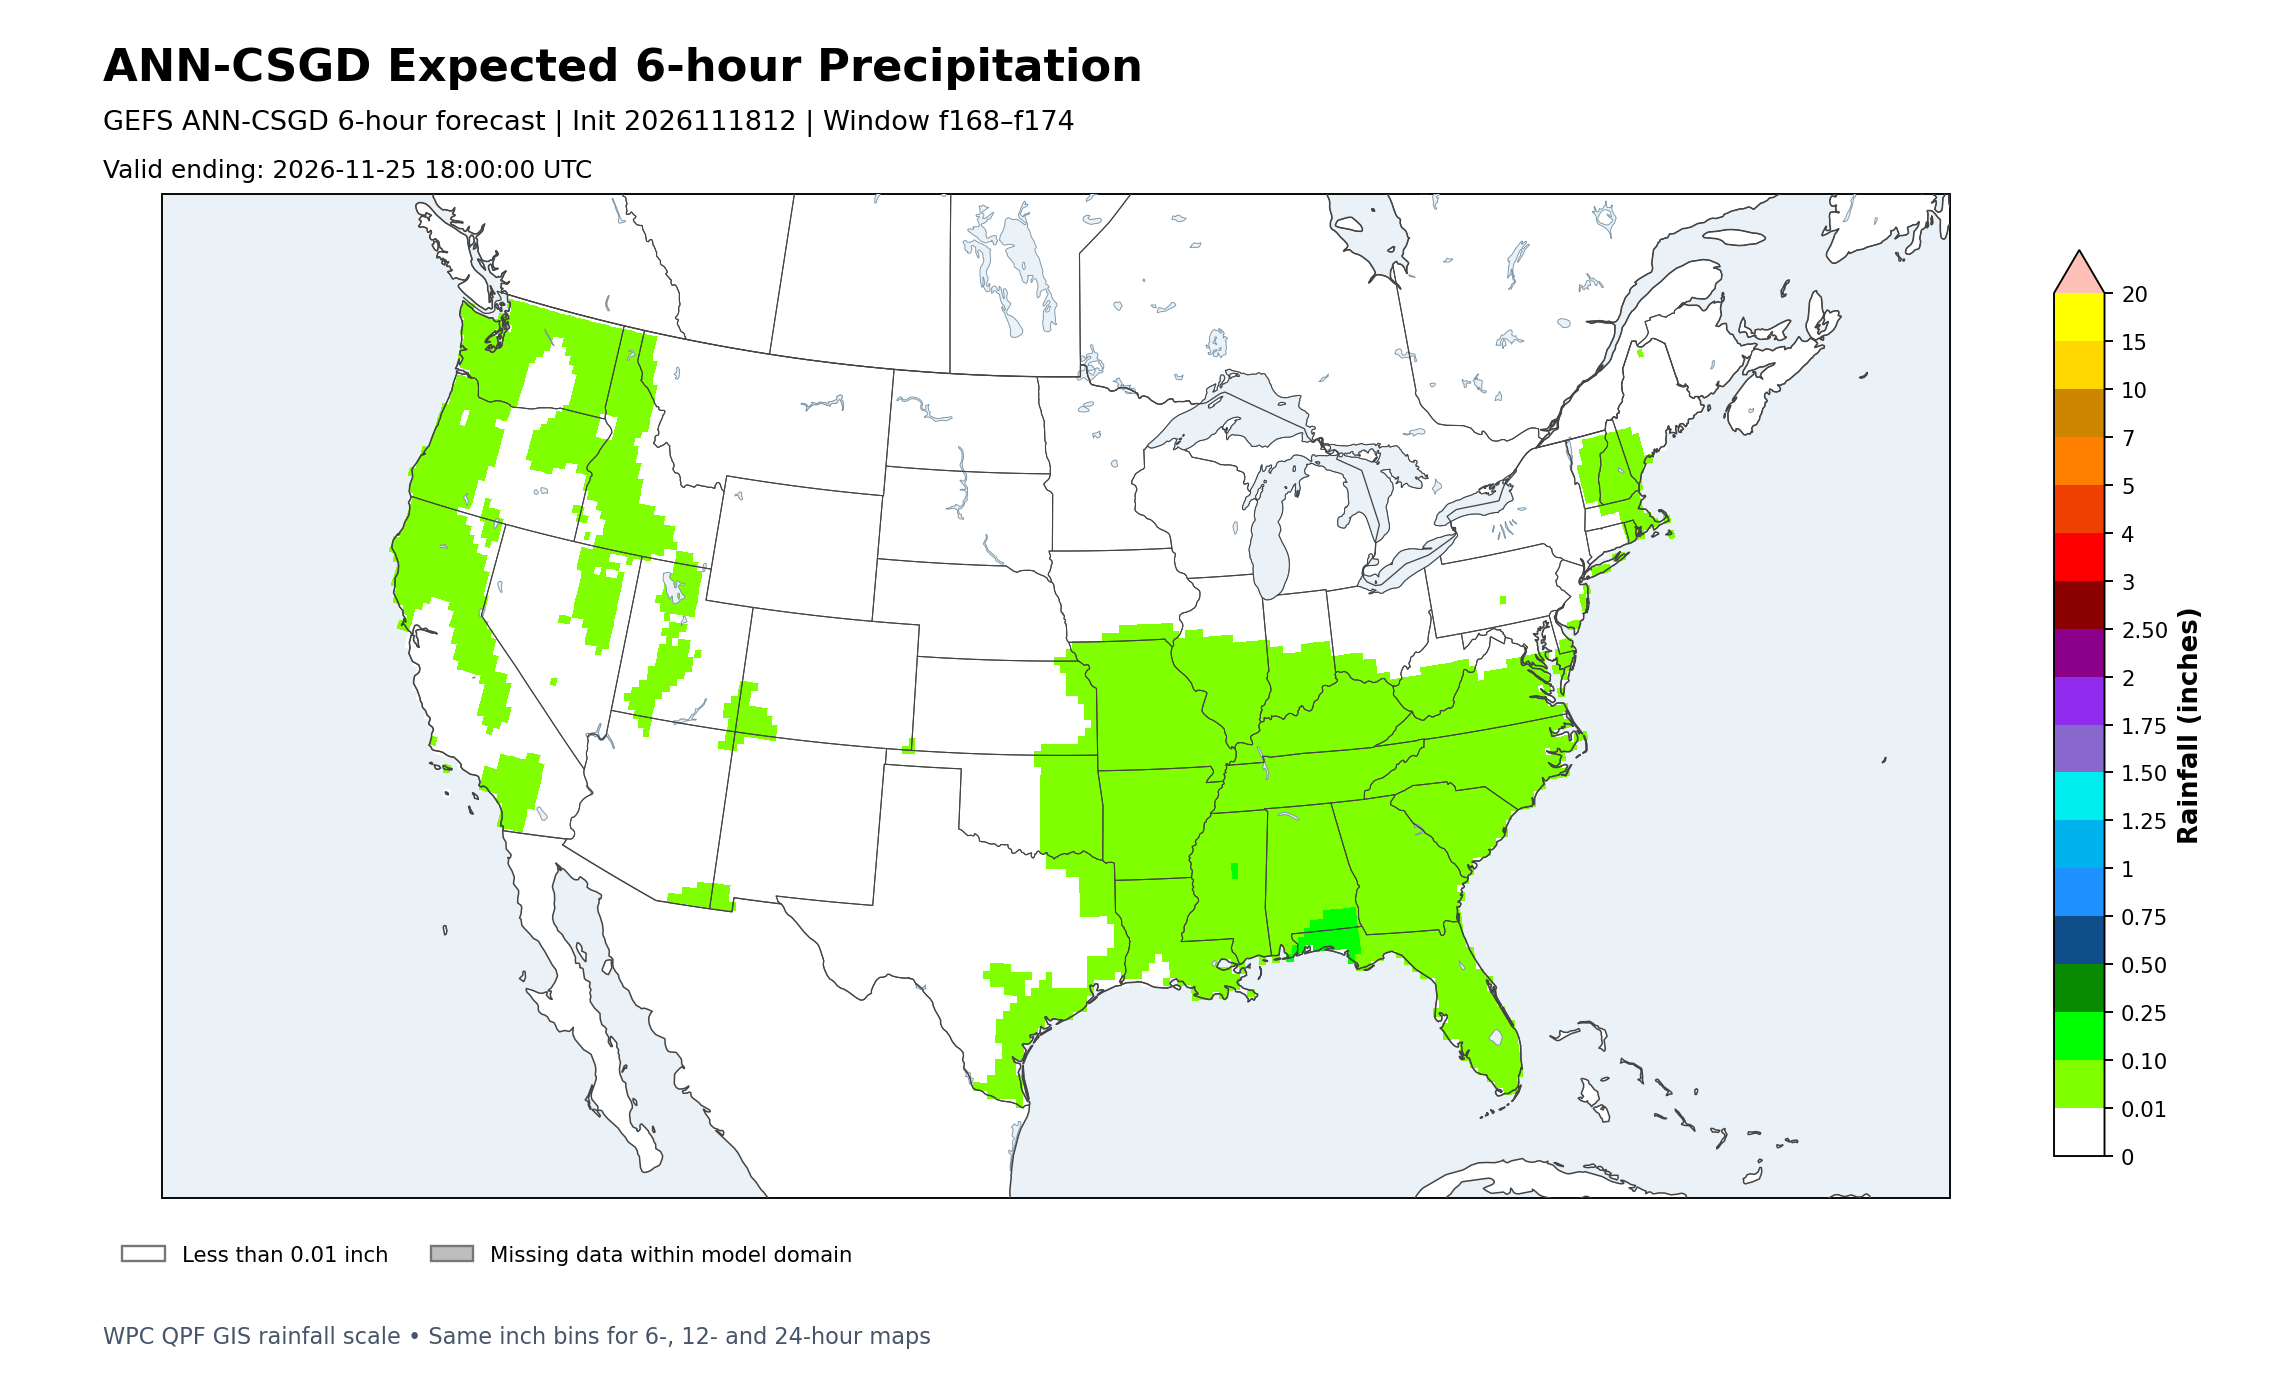 ANN-CSGD Expected 6-hour Precipitation
GEFS ANN-CSGD 6-hour forecast | Init 2026111812 | Window f168–f174
Valid ending: 2026-11-25 18:00:00 UTC
20
15
10
7
5
4
3
2.50
2
1.75
1.50
1.25
1
0.75
0.50
0.25
0.10
0.01
0
Rainfall (inches)
Less than 0.01 inch
Missing data within model domain
WPC QPF GIS rainfall scale • Same inch bins for 6-, 12- and 24-hour maps